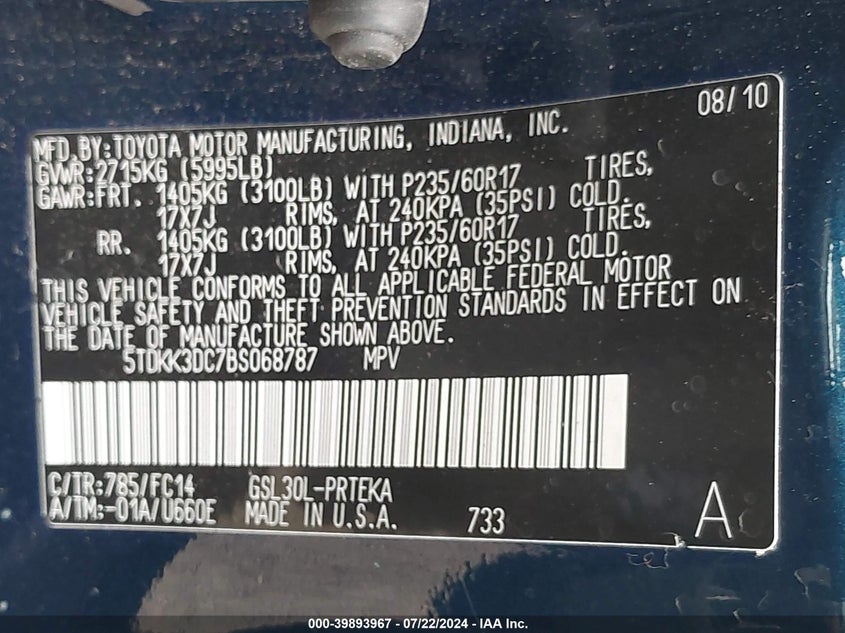 08/10
MFD.BY:TOYOTA MOTOR MANUFACTURING, INDIANA, INC.
GVWR:2715KG (5995LB)
GAWR:FRT. 1405KG (3100LB) WITH P235/60R17 TIRES,
17X7J RIMS, AT 240KPA (35PSI) COLD.
RR. 1405KG (3100LB) WITH P235/60R17 TIRES,
17X7J RIMS, AT 240KPA (35PSI) COLD.
THIS VEHICLE CONFORMS TO ALL APPLICABLE FEDERAL MOTOR
VEHICLE SAFETY AND THEFT PREVENTION STANDARDS IN EFFECT ON
THE DATE OF MANUFACTURE SHOWN ABOVE.
5TDKK3DC7BS068787 MPV
C/TR:785/FC14 GSL30L-PRTEKA
A/TM:-01A/U660E MADE IN U.S.A. 733 A
000-39893967 - 07/22/2024 - IAA Inc.